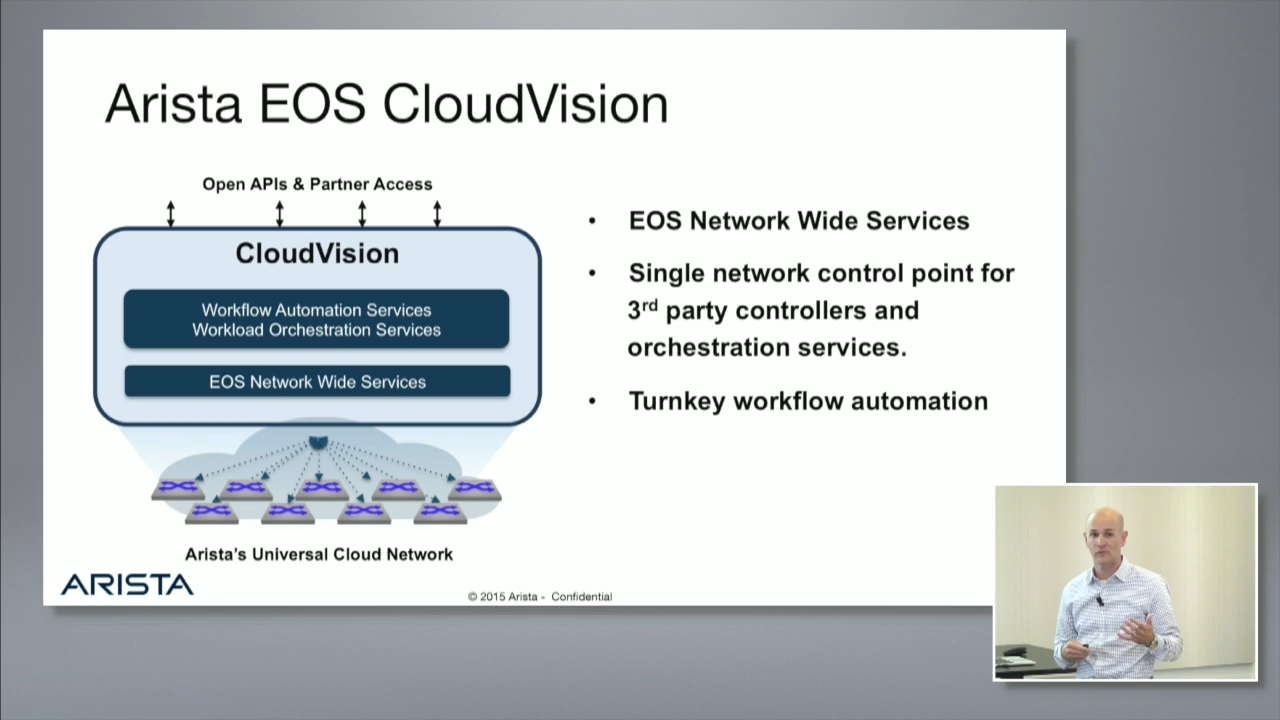 Arista EOS CloudVision
Open APIs & Partner Access
CloudVision
Workflow Automation Services
Workload Orchestration Services
EOS Network Wide Services
Arista's Universal Cloud Network
• EOS Network Wide Services
• Single network control point for
3rd party controllers and
orchestration services.
• Turnkey workflow automation
ARISTA
© 2015 Arista - Confidential